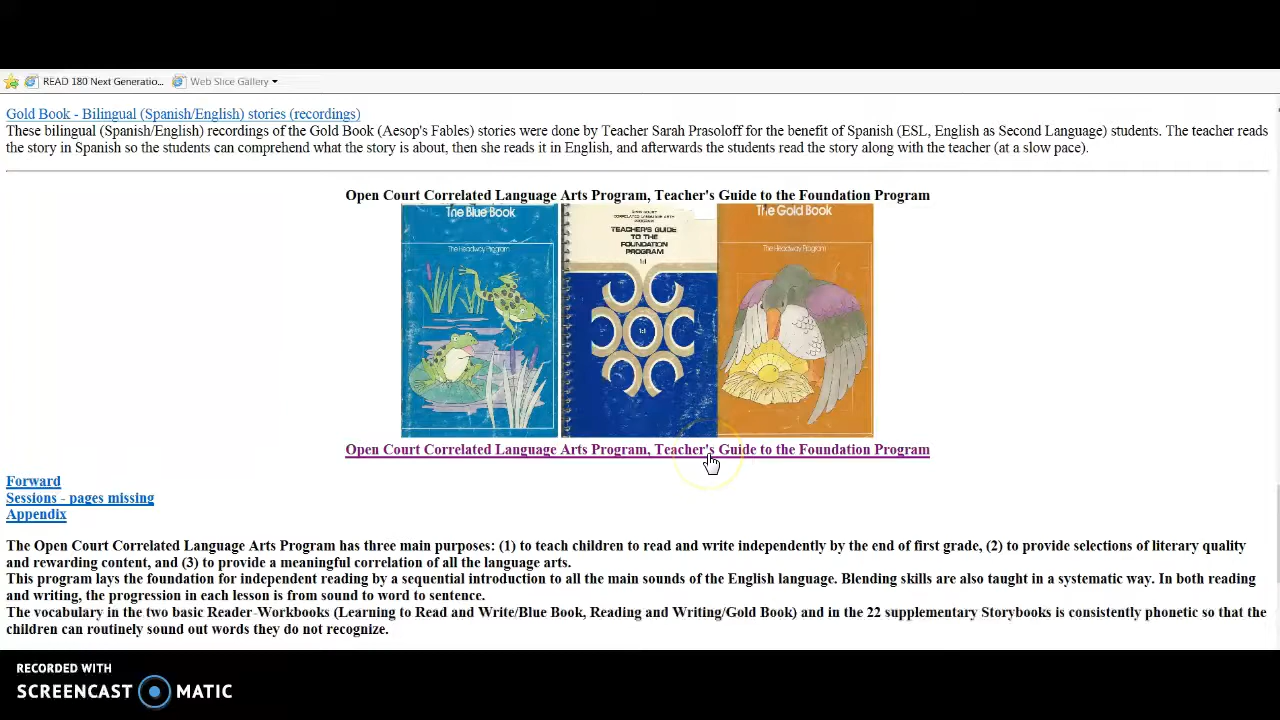 READ 180 Next Generatio...
Web Slice Gallery
Gold Book - Bilingual (Spanish/English) stories (recordings)
These bilingual (Spanish/English) recordings of the Gold Book (Aesop's Fables) stories were done by Teacher Sarah Prasoloff for the benefit of Spanish (ESL, English as Second Language) students. The teacher reads
the story in Spanish so the students can comprehend what the story is about, then she reads it in English, and afterwards the students read the story along with the teacher (at a slow pace).
Open Court Correlated Language Arts Program, Teacher's Guide to the Foundation Program
The Blue Book
The Headway Program
OPEN COURT
CORRELATED LANGUAGE ARTS
PROGRAM
TEACHER'S GUIDE
TO THE
FOUNDATION
PROGRAM
1:1
1:1
The Gold Book
The Headway Program
Open Court Correlated Language Arts Program, Teacher's Guide to the Foundation Program
Forward
Sessions - pages missing
Appendix
The Open Court Correlated Language Arts Program has three main purposes: (1) to teach children to read and write independently by the end of first grade, (2) to provide selections of literary quality
and rewarding content, and (3) to provide a meaningful correlation of all the language arts.
This program lays the foundation for independent reading by a sequential introduction to all the main sounds of the English language. Blending skills are also taught in a systematic way. In both reading
and writing, the progression in each lesson is from sound to word to sentence.
The vocabulary in the two basic Reader-Workbooks (Learning to Read and Write/Blue Book, Reading and Writing/Gold Book) and in the 22 supplementary Storybooks is consistently phonetic so that the
children can routinely sound out words they do not recognize.
RECORDED WITH
SCREENCAST MATIC